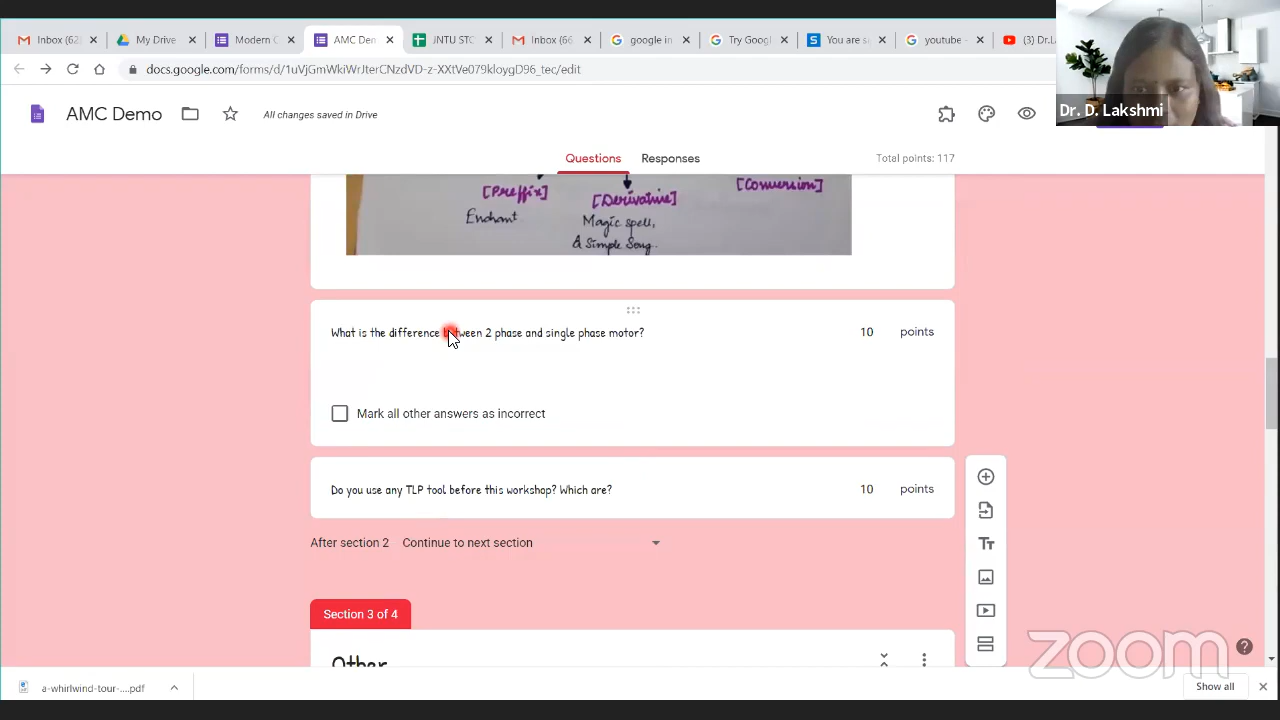 Inbox (62
My Drive
Modern C
AMC Den
JNTU STC
Inbox (66
google in
Try Googl
You are si
youtube -
(3) Dr.L
docs.google.com/forms/d/1uVjSmWkiWrJterCNzdVD-z-XXtVe079kloygD96_tec/edit
Dr. D. Lakshmi
AMC Demo
All changes saved in Drive
Questions
Responses
Total points: 117
[Preffix]
[Derivative]
[Conversion]
Enchant
Magic spell,
& Simple Song.
What is the difference between 2 phase and single phase motor?
10 points
Mark all other answers as incorrect
Do you use any TLP tool before this workshop? Which are?
10 points
After section 2 Continue to next section
Section 3 of 4
Other
zoom
a-whirlwind-tour-....pdf
Show all